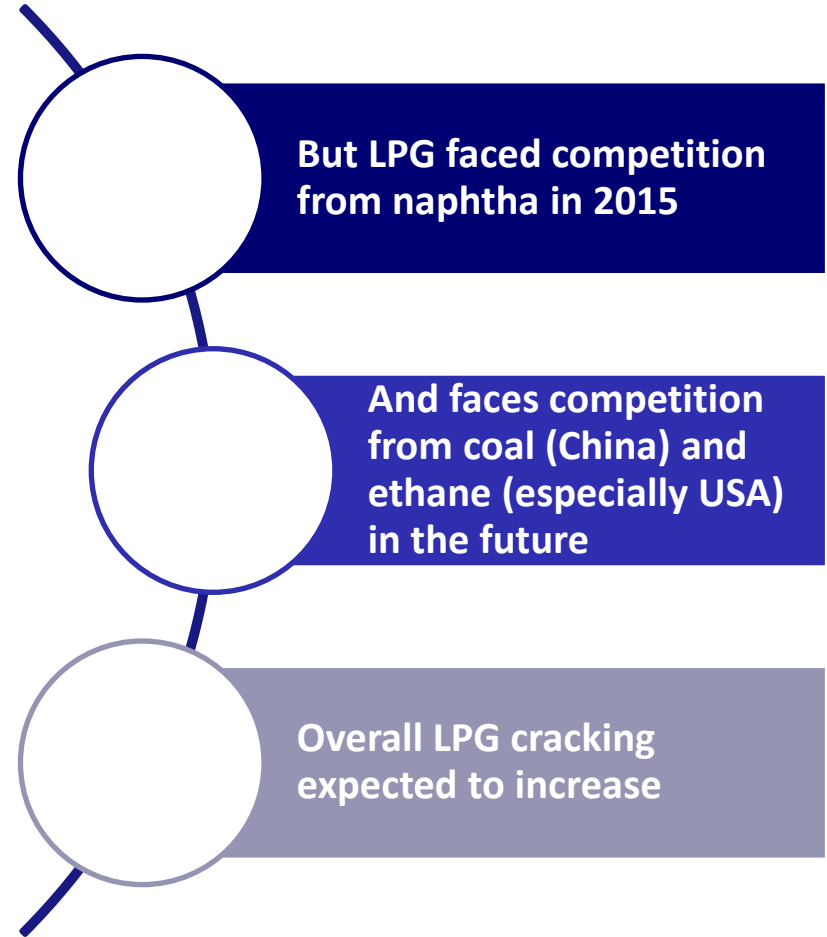 But LPG faced competition
from naphtha in 2015
And faces competition
from coal (China) and
ethane (especially USA)
in the future
Overall LPG cracking
expected to increase